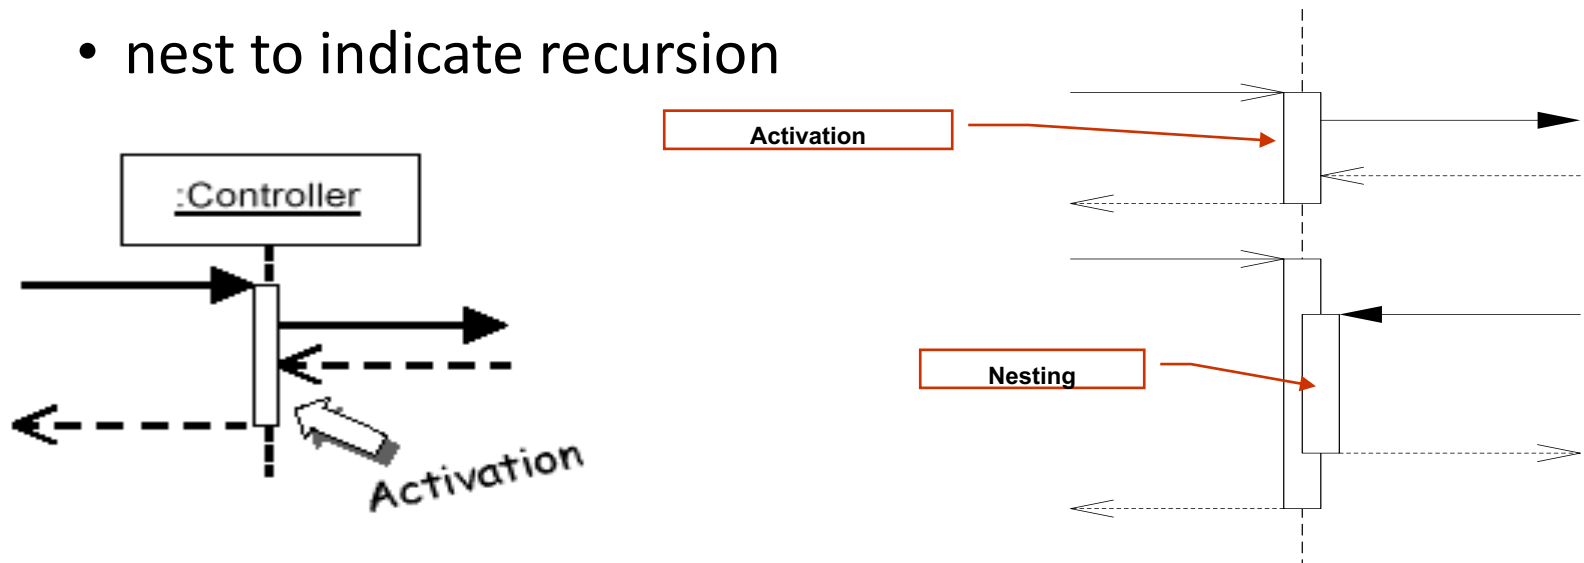 • nest to indicate recursion
Activation
:Controller
Nesting
Activation